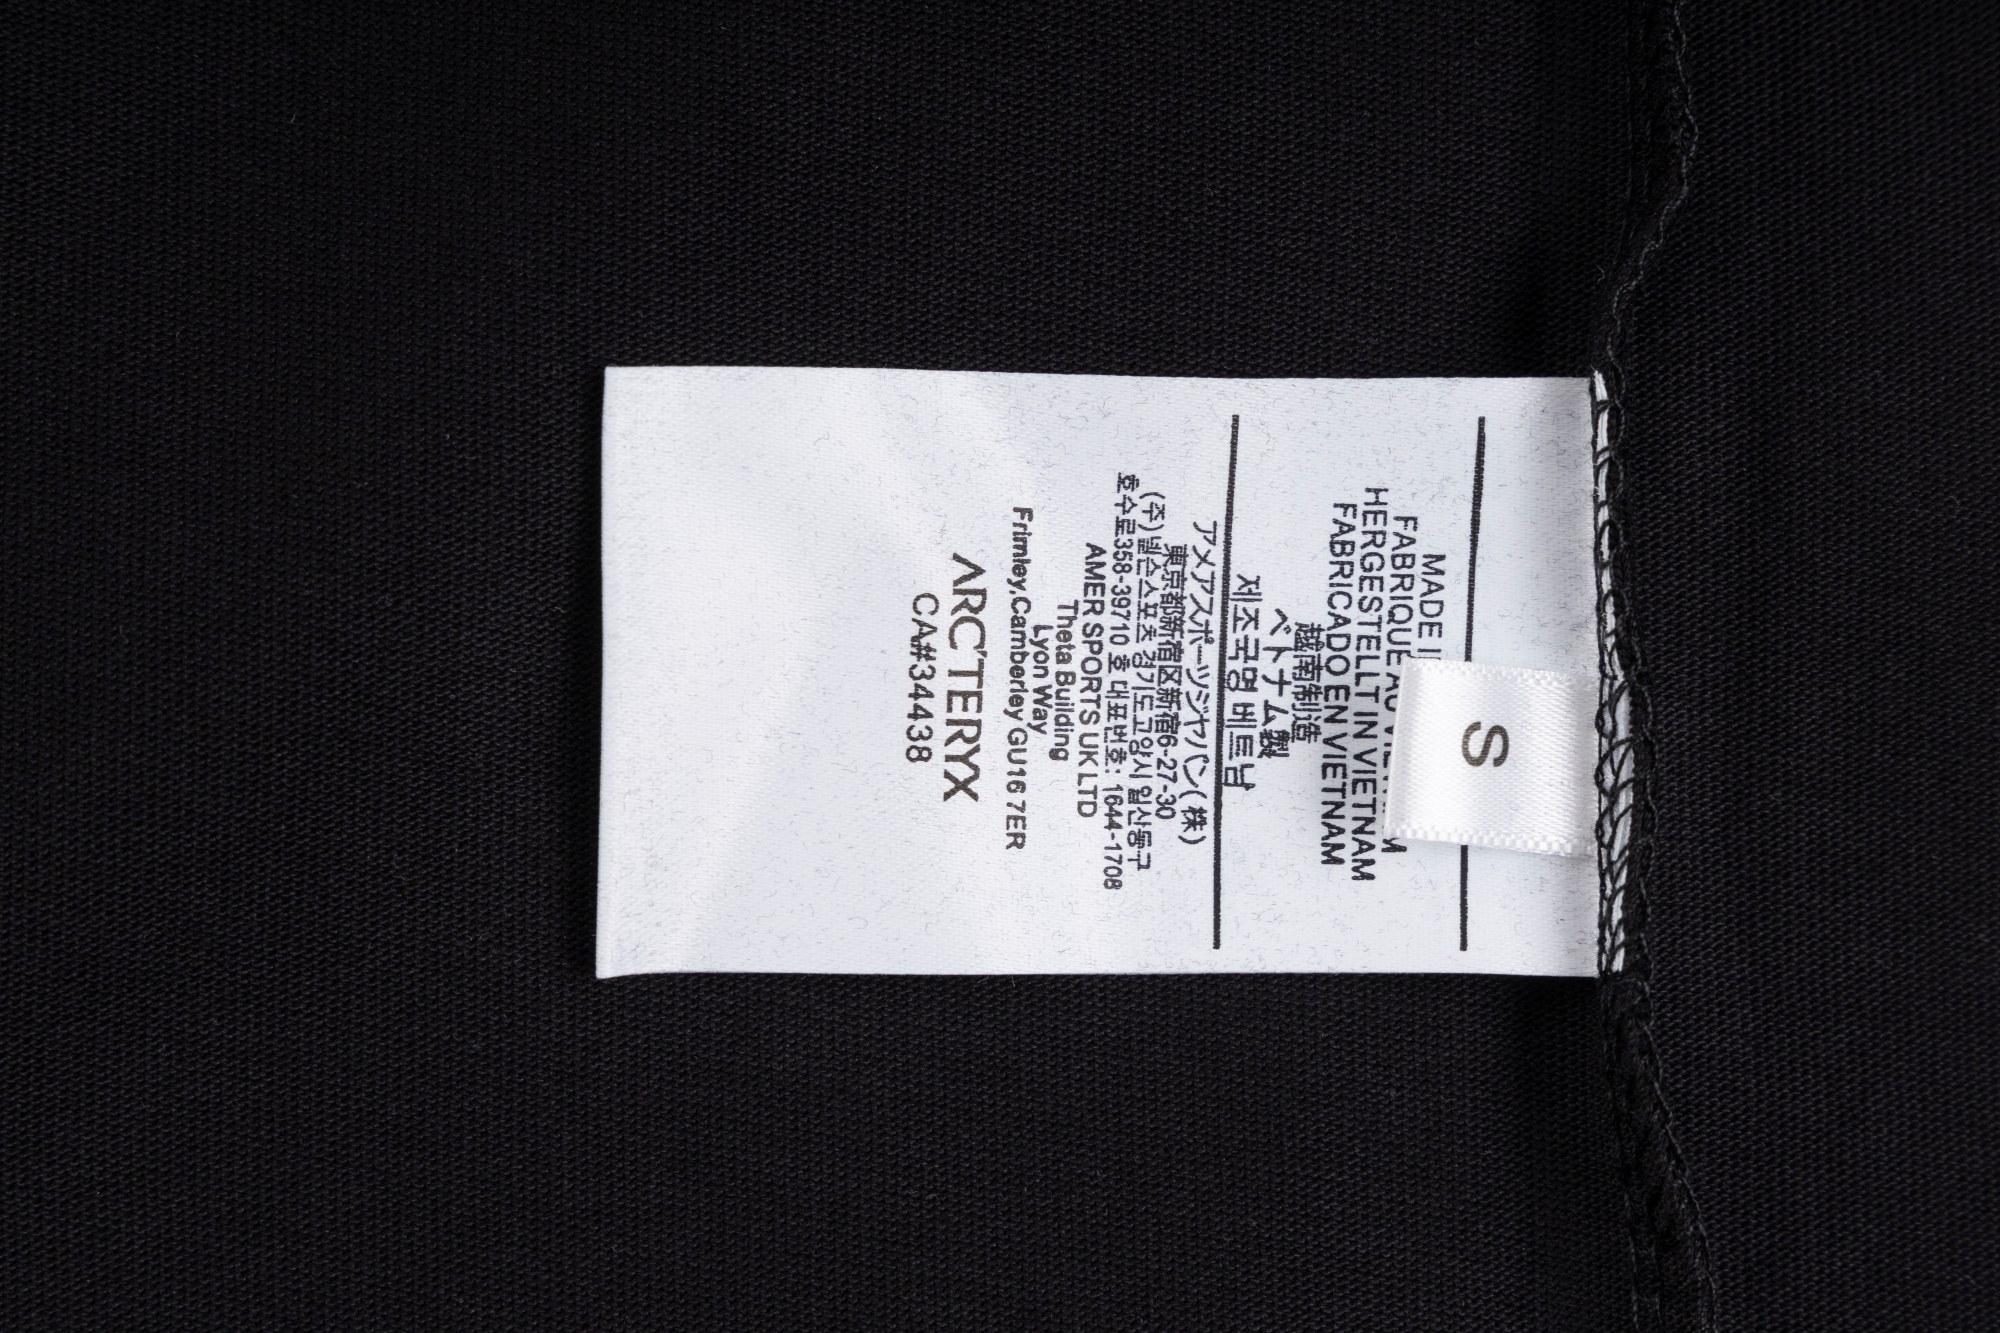 S
MADE I
FABRIQUÉ AU VIETNAM
HERGESTELLT IN VIETNAM
FABRICADO EN VIETNAM
越南制造
ベトナム製
제조국명 베트남
アメアスポーツジャパン(株)
東京都新宿区新宿6-27-30
(주)넬슨스포츠 경기도고양시 일산동구
호수로358-39710 호 대표번호: 1644-1708
AMER SPORTS UK LTD
Theta Building
Lyon Way
Frimley,Camberley GU16 7ER
ARC'TERYX
CA#34438